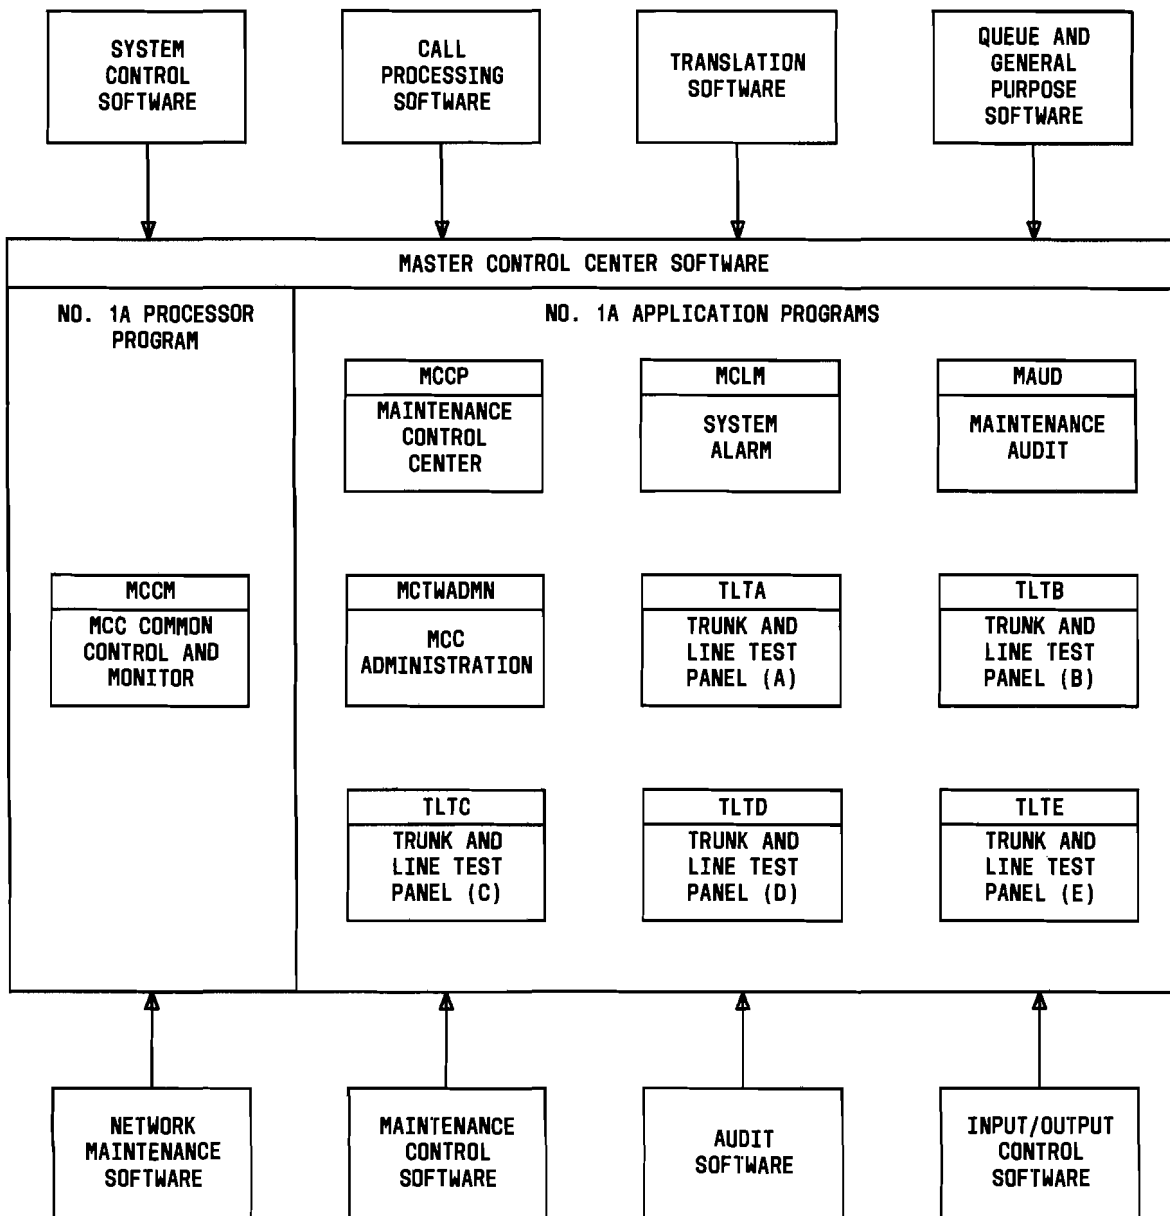 SYSTEM
CONTROL
SOFTWARE
CALL
PROCESSING
SOFTWARE
TRANSLATION
SOFTWARE
QUEUE AND
GENERAL
PURPOSE
SOFTWARE
MASTER CONTROL CENTER SOFTWARE
NO. 1A PROCESSOR
PROGRAM
NO. 1A APPLICATION PROGRAMS
MCCP
MAINTENANCE
CONTROL
CENTER
MCLM
SYSTEM
ALARM
MAUD
MAINTENANCE
AUDIT
MCCM
MCC COMMON
CONTROL AND
MONITOR
MCTWADMN
MCC
ADMINISTRATION
TLTA
TRUNK AND
LINE TEST
PANEL (A)
TLTB
TRUNK AND
LINE TEST
PANEL (B)
TLTC
TRUNK AND
LINE TEST
PANEL (C)
TLTD
TRUNK AND
LINE TEST
PANEL (D)
TLTE
TRUNK AND
LINE TEST
PANEL (E)
NETWORK
MAINTENANCE
SOFTWARE
MAINTENANCE
CONTROL
SOFTWARE
AUDIT
SOFTWARE
INPUT/OUTPUT
CONTROL
SOFTWARE